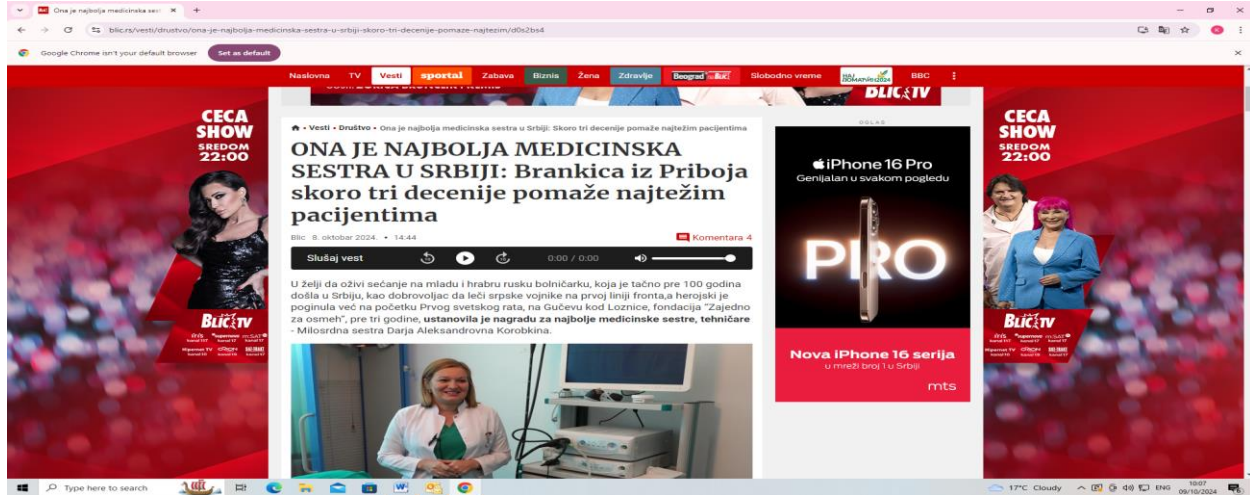 Ona je najbolja medicinska ses
blic.rs/vesti/drustvo/ona-je-najbolja-medicinska-sestra-u-srbiji-skoro-tri-decenije-pomaze-najtezim/d0s2bs4
Google Chrome isn't your default browser Set as default
Naslovna TV Vesti sportal Zabava Biznis Žena Zdravlje Beograd Slobodno vreme BBC
BLIC TV
CECA
SHOW
SREDOM
22:00
BLIC TV
Vesti • Društvo • Ona je najbolja medicinska sestra u Srbiji: Skoro tri decenije pomaže najtežim pacijentima
ONA JE NAJBOLJA MEDICINSKA
SESTRA U SRBIJI: Brankica iz Priboja
skoro tri decenije pomaže najtežim
pacijentima
Blic 8. oktobar 2024. • 14:44 Komentara 4
Slušaj vest 0:00 / 0:00
U želji da oživi sećanje na mladu i hrabru rusku bolničarku, koja je tačno pre 100 godina
došla u Srbiju, kao dobrovoljac da leči srpske vojnike na prvoj liniji fronta,a herojski je
poginula već na početku Prvog svetskog rata, na Gučevu kod Loznice, fondacija "Zajedno
za osmeh", pre tri godine, ustanovila je nagradu za najbolje medicinske sestre, tehničare
- Milosrdna sestra Darja Aleksandrovna Korobkina.
OGLAS
iPhone 16 Pro
Genijalan u svakom pogledu
PRO
Nova iPhone 16 serija
u mreži broj 1 u Srbiji
mts
CECA
SHOW
SREDOM
22:00
BLIC TV
Type here to search
17°C Cloudy ENG 10:07
09/10/2024